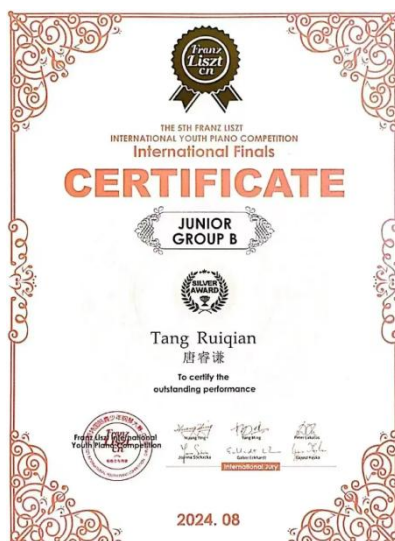 Franz
Liszt
cn
THE 5TH FRANZ LISZT
INTERNATIONAL YOUTH PIANO COMPETITION
International Finals
CERTIFICATE
JUNIOR
GROUP B
SILVER
AWARD
Tang Ruiqian
唐睿谦
To certify the
outstanding performance
Franz Liszt International
Youth Piano Competition
Franz
cn
International Jury
2024. 08